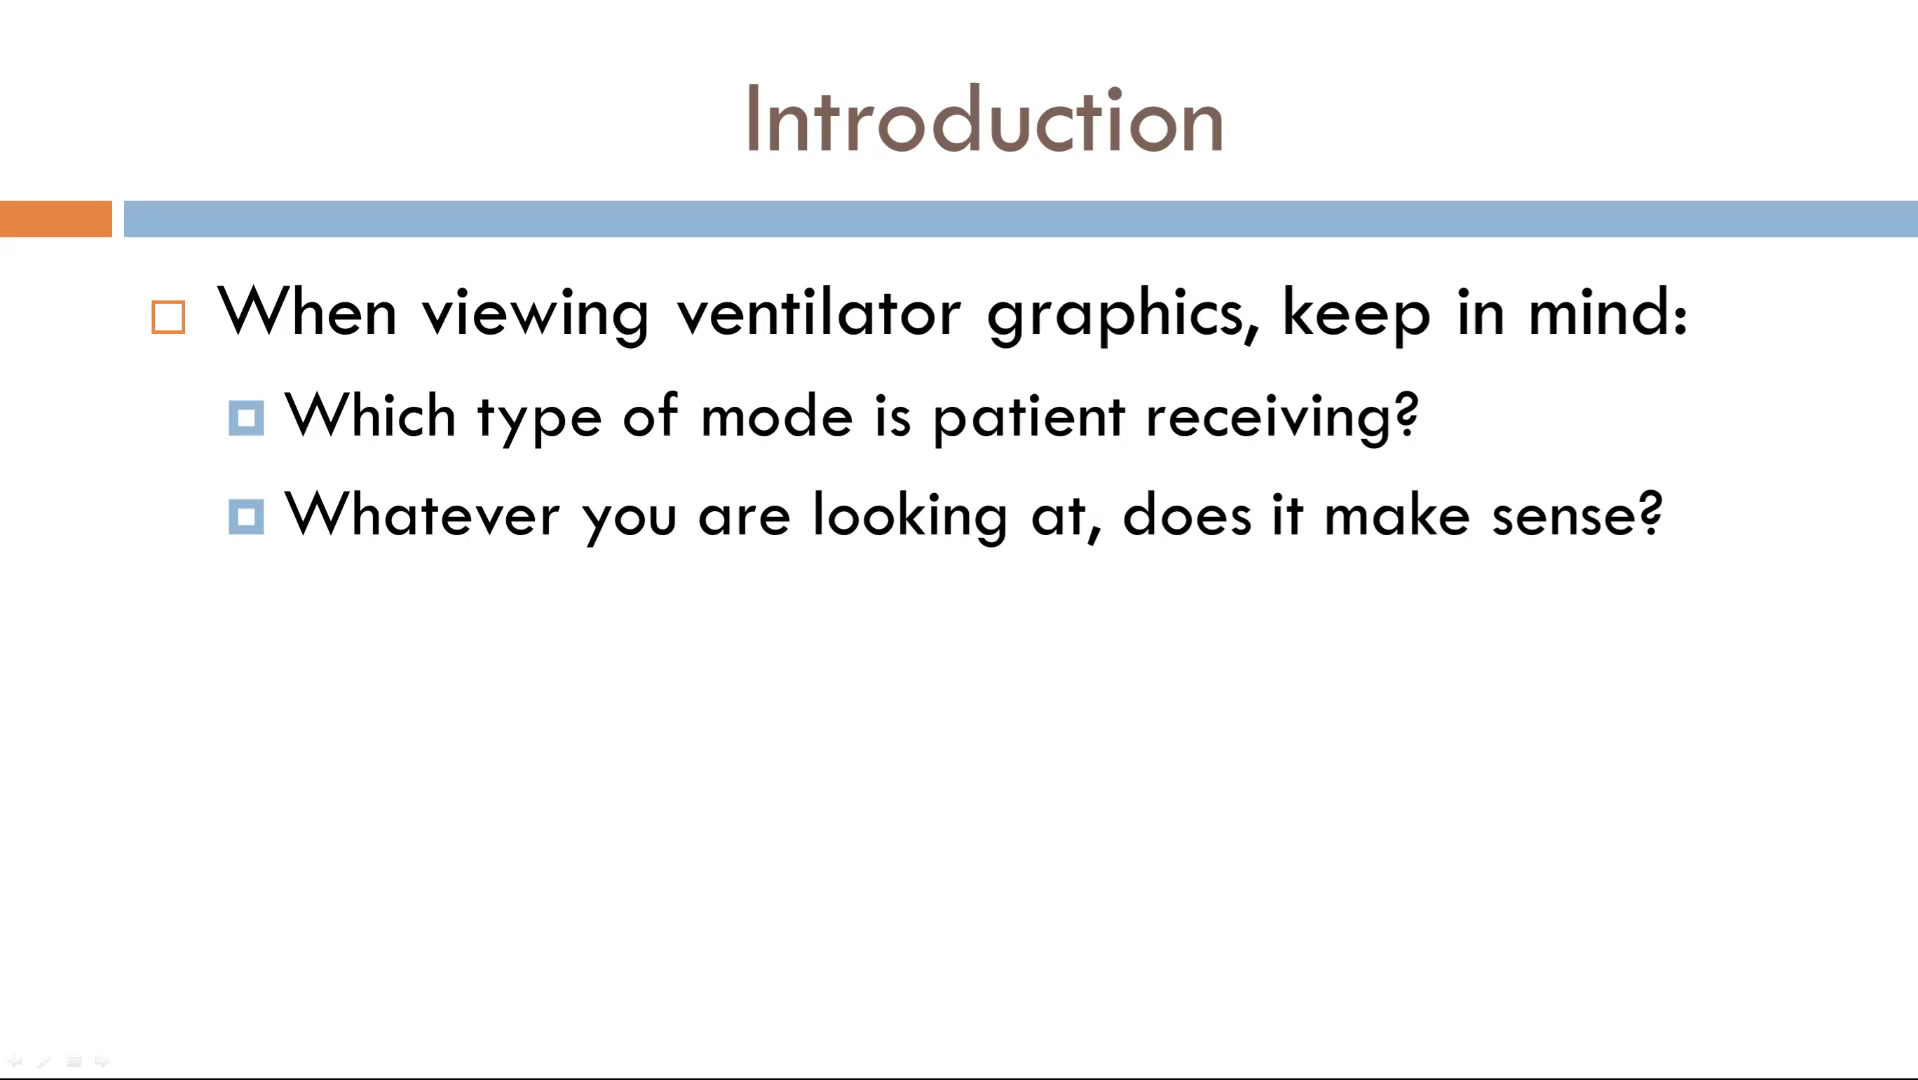 Introduction
When viewing ventilator graphics, keep in mind:
Which type of mode is patient receiving?
Whatever you are looking at, does it make sense?